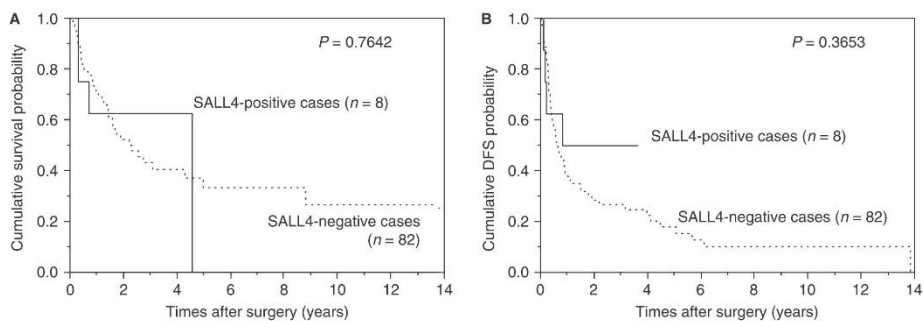 A
1.0
0.8
0.6
0.4
0.2
0.0
Cumulative survival probability
P = 0.7642
SALL4-positive cases (n = 8)
SALL4-negative cases
(n = 82)
0 2 4 6 8 10 12 14
Times after surgery (years)
B
1.0
0.8
0.6
0.4
0.2
0.0
Cumulative DFS probability
P = 0.3653
SALL4-positive cases (n = 8)
SALL4-negative cases (n = 82)
0 2 4 6 8 10 12 14
Times after surgery (years)